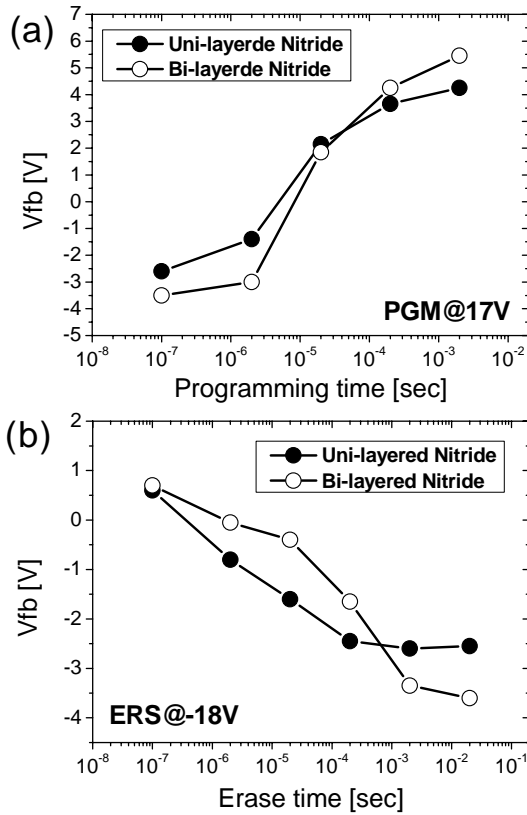 (a)
7
6
5
4
3
2
1
0
-1
-2
-3
-4
-5
Vfb [V]
Uni-layerde Nitride
Bi-layerde Nitride
PGM@17V
10⁻⁸ 10⁻⁷ 10⁻⁶ 10⁻⁵ 10⁻⁴ 10⁻³ 10⁻²
Programming time [sec]
(b)
2
1
0
-1
-2
-3
-4
Vfb [V]
Uni-layered Nitride
Bi-layered Nitride
ERS@-18V
10⁻⁸ 10⁻⁷ 10⁻⁶ 10⁻⁵ 10⁻⁴ 10⁻³ 10⁻² 10⁻¹
Erase time [sec]